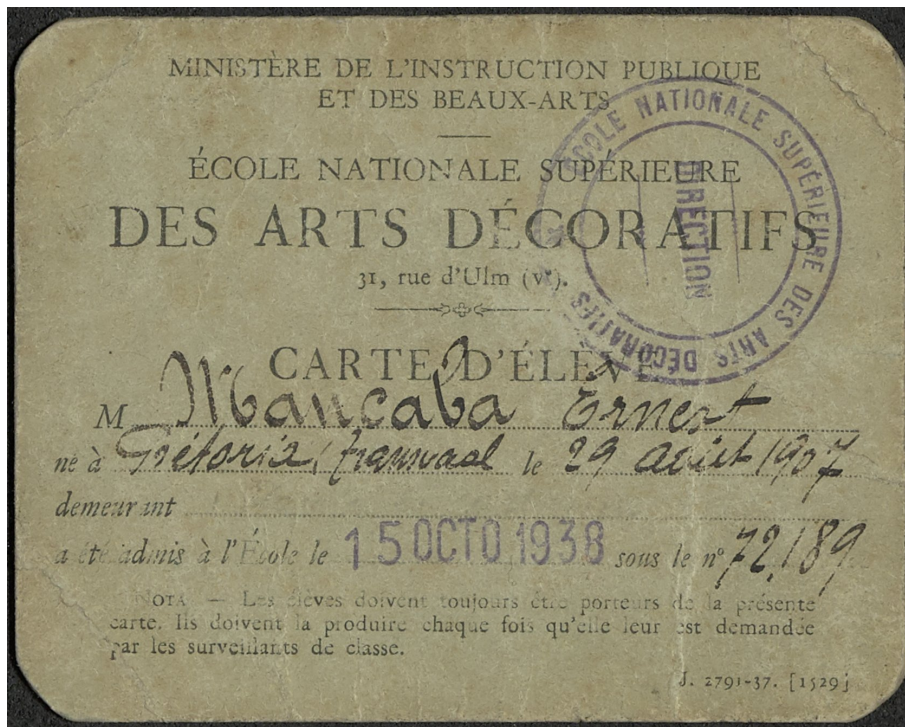 MINISTÈRE DE L'INSTRUCTION PUBLIQUE
ET DES BEAUX-ARTS
ÉCOLE NATIONALE SUPÉRIEURE
DES ARTS DÉCORATIFS
31, rue d'Ulm (Ve).
ÉCOLE NATIONALE SUPÉRIEURE DES ARTS DÉCORATIFS
DIRECTION
CARTE D'ÉLÈVE
M Mancaba Ernest
né à Prétoria, Transvaal le 29 août 1907
demeurant
a été admis à l'École le 15 OCTO 1938 sous le n° 72,189
NOTA — Les élèves doivent toujours être porteurs de la présente
carte. Ils doivent la produire chaque fois qu'elle leur est demandée
par les surveillants de classe.
J. 2791-37. [1529]